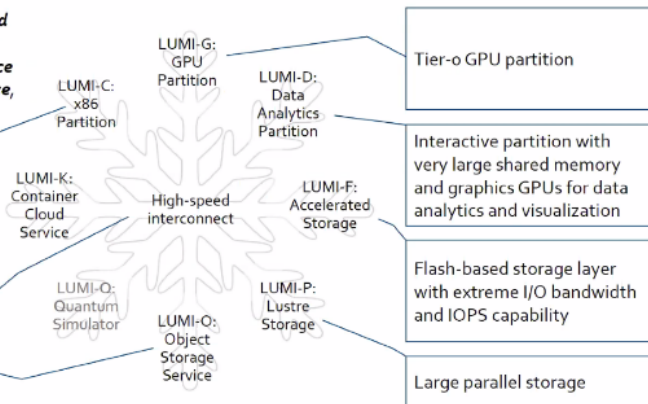 d
ce
e,
LUMI-G:
GPU
Partition
Tier-0 GPU partition
LUMI-C:
x86
Partition
LUMI-D:
Data
Analytics
Partition
Interactive partition with
very large shared memory
and graphics GPUs for data
analytics and visualization
LUMI-K:
Container
Cloud
Service
High-speed
interconnect
LUMI-F:
Accelerated
Storage
Flash-based storage layer
with extreme I/O bandwidth
and IOPS capability
LUMI-Q:
Quantum
Simulator
LUMI-O:
Object
Storage
Service
LUMI-P:
Lustre
Storage
Large parallel storage